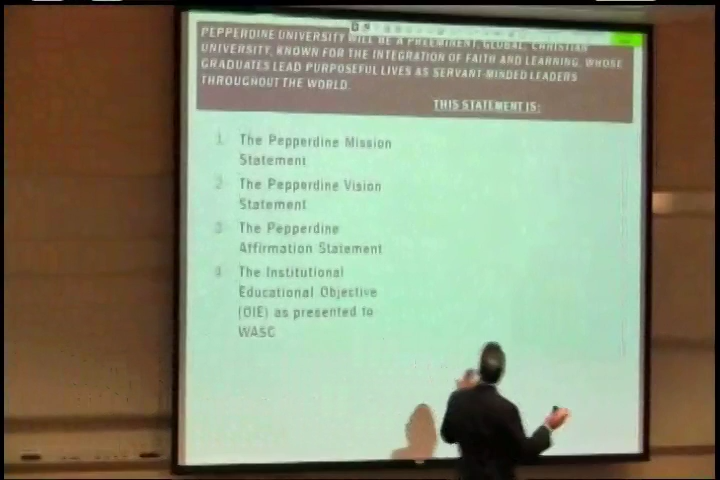 PEPPERDINE UNIVERSITY WILL BE A PREEMINENT, GLOBAL, CHRISTIAN
UNIVERSITY, KNOWN FOR THE INTEGRATION OF FAITH AND LEARNING, WHOSE
GRADUATES LEAD PURPOSEFUL LIVES AS SERVANT-MINDED LEADERS
THROUGHOUT THE WORLD.
THIS STATEMENT IS:
1. The Pepperdine Mission
Statement
2. The Pepperdine Vision
Statement
3. The Pepperdine
Affirmation Statement
4. The Institutional
Educational Objective
(OIE) as presented to
WASC